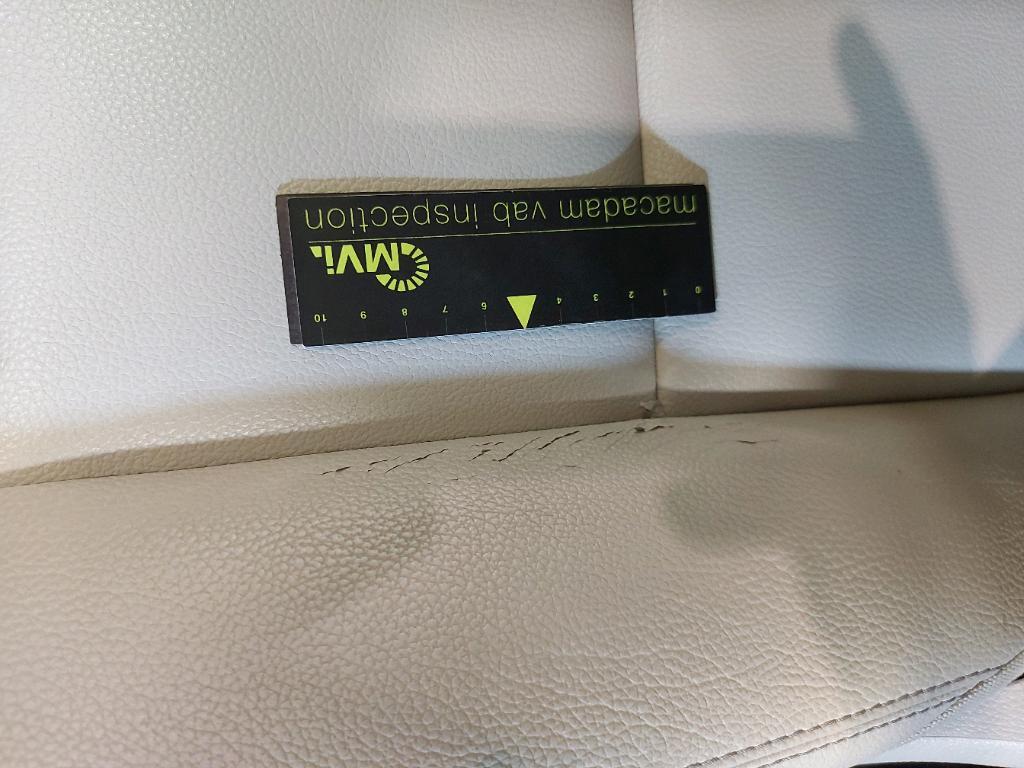 0 1 2 3 4 6 7 8 9 10
MVi
macadam vab inspection